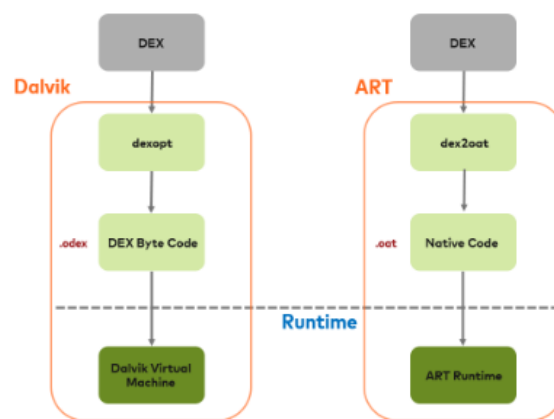 DEX
DEX
Dalvik
ART
dexopt
dex2oat
.odex
DEX Byte Code
.oat
Native Code
Runtime
Dalvik Virtual
Machine
ART Runtime